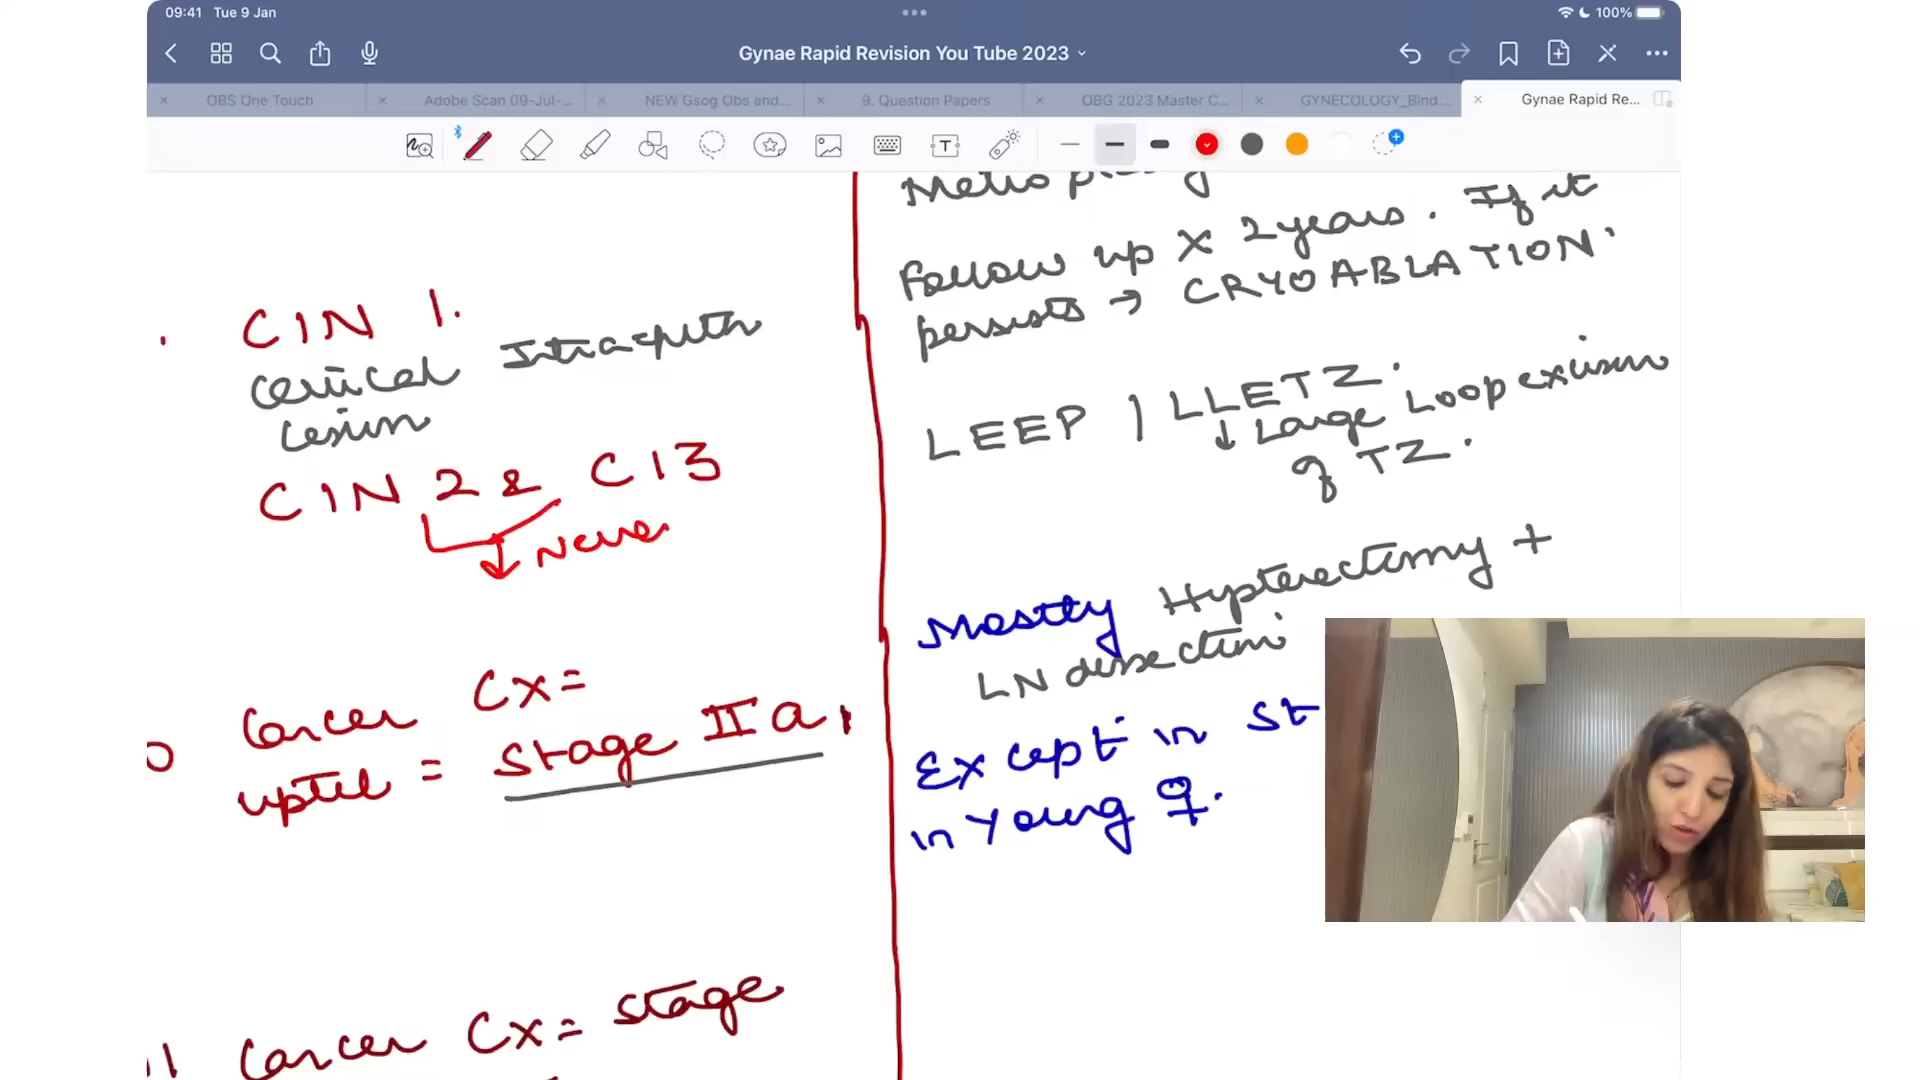 09:41 Tue 9 Jan
100%
Gynae Rapid Revision You Tube 2023
OBS One Touch
Adobe Scan 09-Jul-...
NEW Gsog Obs and...
9. Question Papers
OBG 2023 Master C...
GYNECOLOGY_Bind...
Gynae Rapid Re...
CIN 1.
Cervical Intraepith
Lesion
CIN 2 & CI3
Never
Cancer Cx=
uptil = Stage IIa1
Cancer Cx= Stage
Follow up x 2 years. If it
persists → CRYOABLATION.
LEEP | LLETZ.
↓ Large Loop excision
of TZ.
Mostly Hypterectomy +
LN dissection
Except in St
in Young ♀.